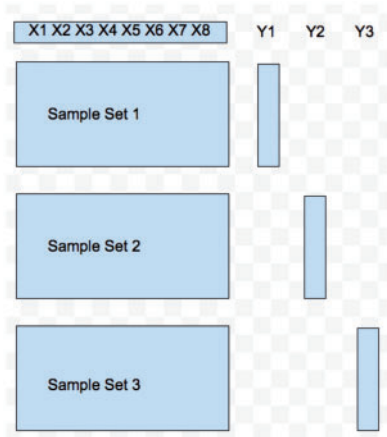 X1 X2 X3 X4 X5 X6 X7 X8 Y1 Y2 Y3
Sample Set 1
Sample Set 2
Sample Set 3